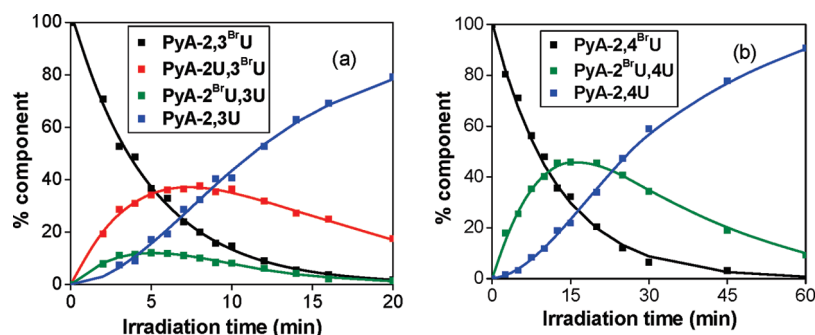 (a)
PyA-2,3ᴮʳU
PyA-2U,3ᴮʳU
PyA-2ᴮʳU,3U
PyA-2,3U
% component
100
80
60
40
20
0
0 5 10 15 20
Irradiation time (min)
(b)
PyA-2,4ᴮʳU
PyA-2ᴮʳU,4U
PyA-2,4U
% component
100
80
60
40
20
0
0 15 30 45 60
Irradiation time (min)